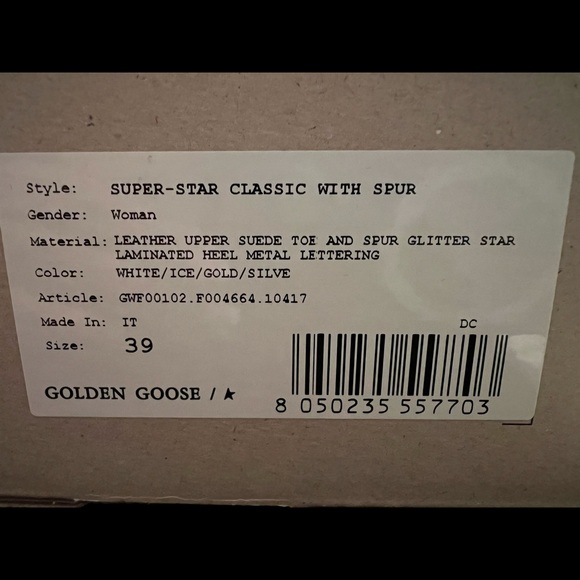 Style: SUPER-STAR CLASSIC WITH SPUR
Gender: Woman
Material: LEATHER UPPER SUEDE TOE AND SPUR GLITTER STAR
LAMINATED HEEL METAL LETTERING
Color: WHITE/ICE/GOLD/SILVE
Article: GWF00102.F004664.10417
Made In: IT
DC
Size: 39
GOLDEN GOOSE / ★
8 050235 557703